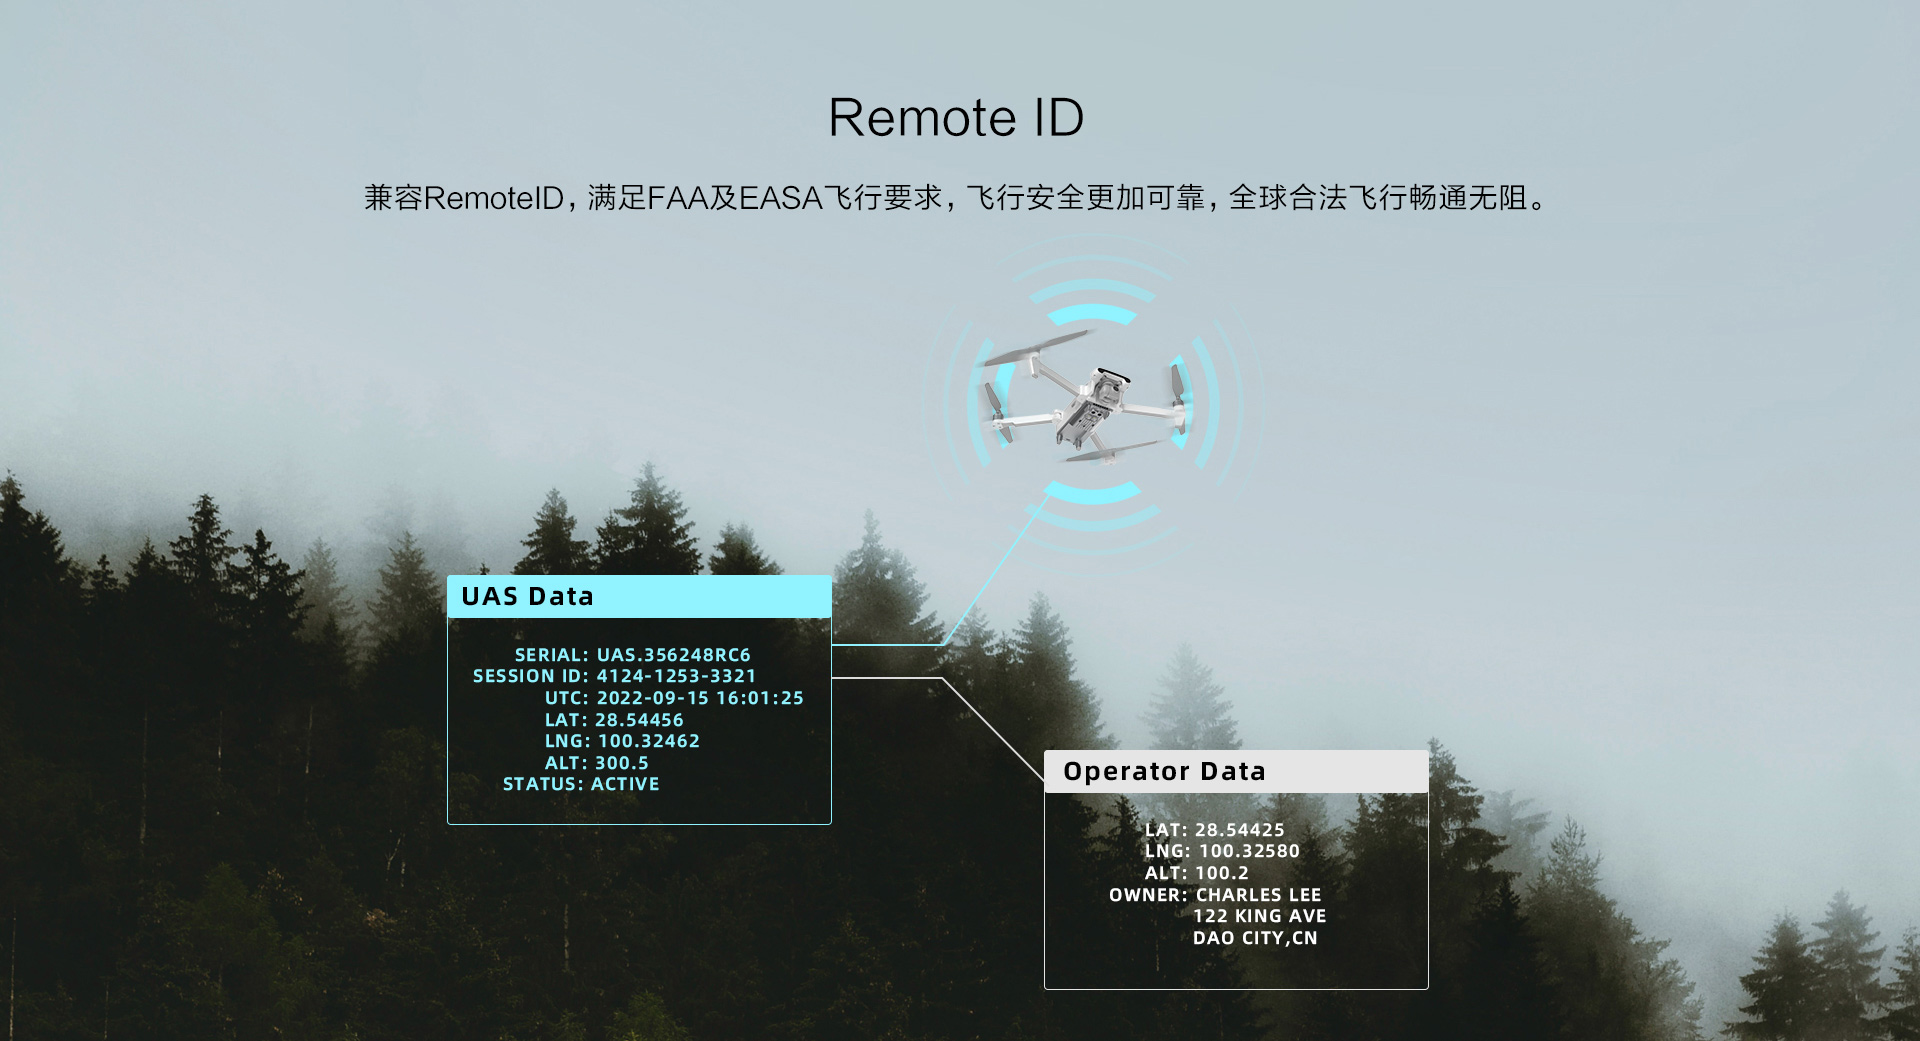 Remote ID
兼容RemoteID，满足FAA及EASA飞行要求，飞行安全更加可靠，全球合法飞行畅通无阻。
UAS Data
SERIAL: UAS.356248RC6
SESSION ID: 4124-1253-3321
UTC: 2022-09-15 16:01:25
LAT: 28.54456
LNG: 100.32462
ALT: 300.5
STATUS: ACTIVE
Operator Data
LAT: 28.54425
LNG: 100.32580
ALT: 100.2
OWNER: CHARLES LEE
122 KING AVE
DAO CITY,CN